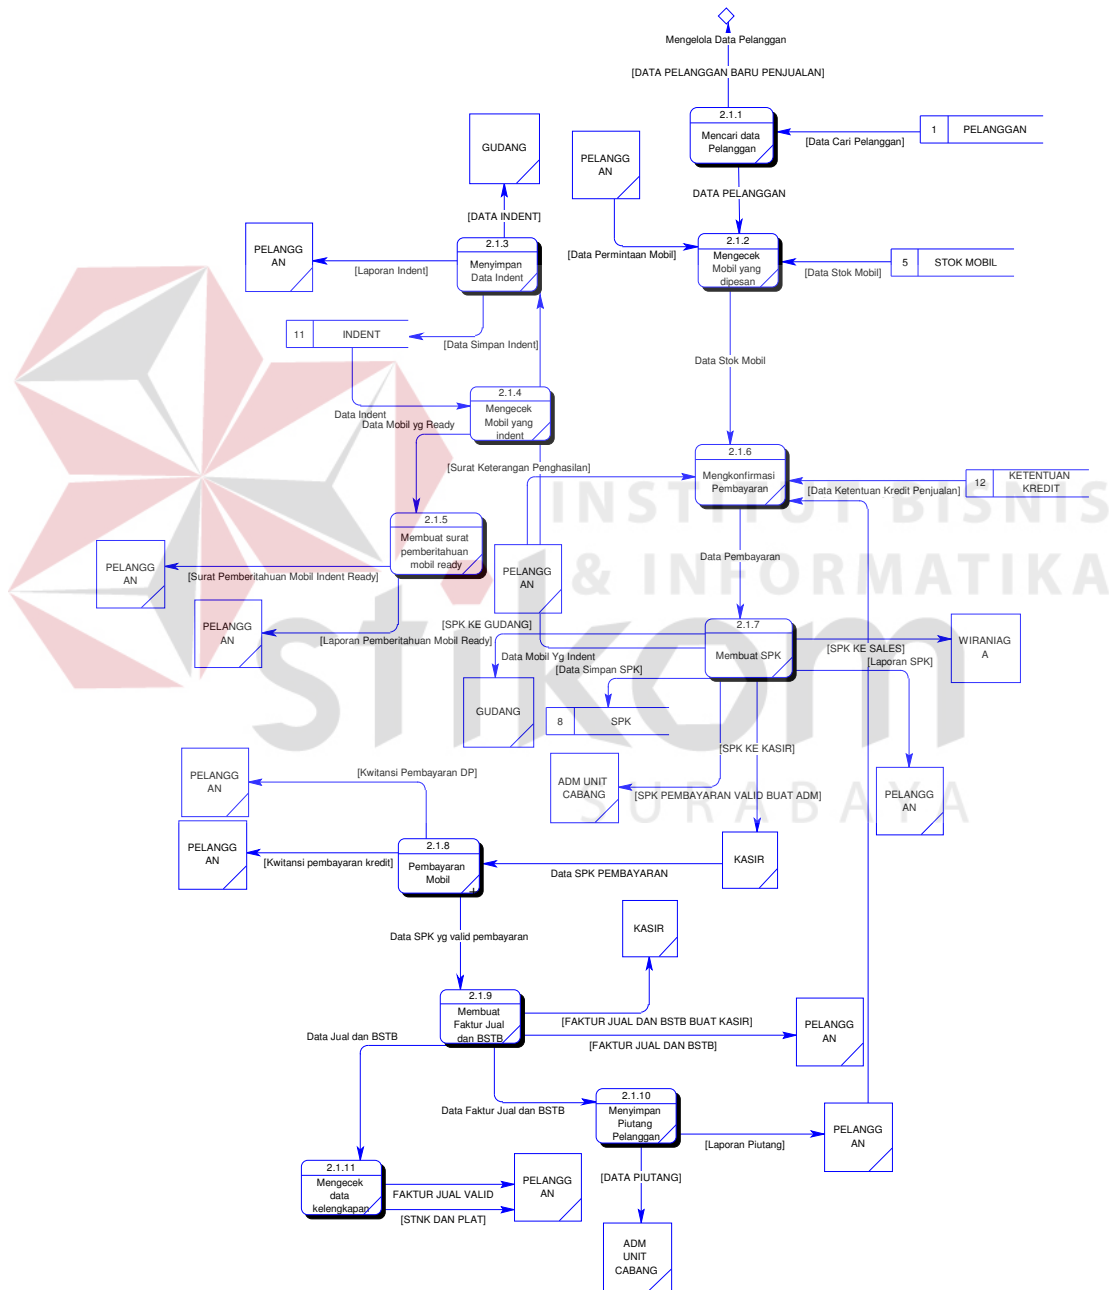 Mengelola Data Pelanggan
[DATA PELANGGAN BARU PENJUALAN]
2.1.1
Mencari data
Pelanggan
1
PELANGGAN
[Data Cari Pelanggan]
GUDANG
PELANGG
AN
DATA PELANGGAN
[DATA INDENT]
PELANGG
AN
2.1.3
Menyimpan
Data Indent
[Laporan Indent]
[Data Permintaan Mobil]
2.1.2
Mengecek
Mobil yang
dipesan
5
STOK MOBIL
[Data Stok Mobil]
11
INDENT
[Data Simpan Indent]
Data Stok Mobil
2.1.4
Mengecek
Mobil yang
indent
Data Indent
Data Mobil yg Ready
2.1.6
Mengkonfirmasi
Pembayaran
[Surat Keterangan Penghasilan]
12
KETENTUAN
KREDIT
[Data Ketentuan Kredit Penjualan]
INSTITUT BISNIS
& INFORMATIKA
stikom
SURABAYA
2.1.5
Membuat surat
pemberitahuan
mobil ready
Data Pembayaran
PELANGG
AN
[Surat Pemberitahuan Mobil Indent Ready]
PELANGG
AN
PELANGG
AN
[Laporan Pemberitahuan Mobil Ready]
[SPK KE GUDANG]
2.1.7
Membuat SPK
[SPK KE SALES]
WIRANIAG
A
[Laporan SPK]
Data Mobil Yg Indent
[Data Simpan SPK]
GUDANG
8
SPK
[SPK KE KASIR]
PELANGG
AN
[Kwitansi Pembayaran DP]
ADM UNIT
CABANG
[SPK PEMBAYARAN VALID BUAT ADM]
PELANGG
AN
PELANGG
AN
[Kwitansi pembayaran kredit]
2.1.8
Pembayaran
Mobil
Data SPK PEMBAYARAN
KASIR
Data SPK yg valid pembayaran
KASIR
2.1.9
Membuat
Faktur Jual
dan BSTB
[FAKTUR JUAL DAN BSTB BUAT KASIR]
[FAKTUR JUAL DAN BSTB]
PELANGG
AN
Data Jual dan BSTB
Data Faktur Jual dan BSTB
2.1.10
Menyimpan
Piutang
Pelanggan
[Laporan Piutang]
PELANGG
AN
2.1.11
Mengecek
data
kelengkapan
FAKTUR JUAL VALID
[STNK DAN PLAT]
PELANGG
AN
[DATA PIUTANG]
ADM
UNIT
CABANG